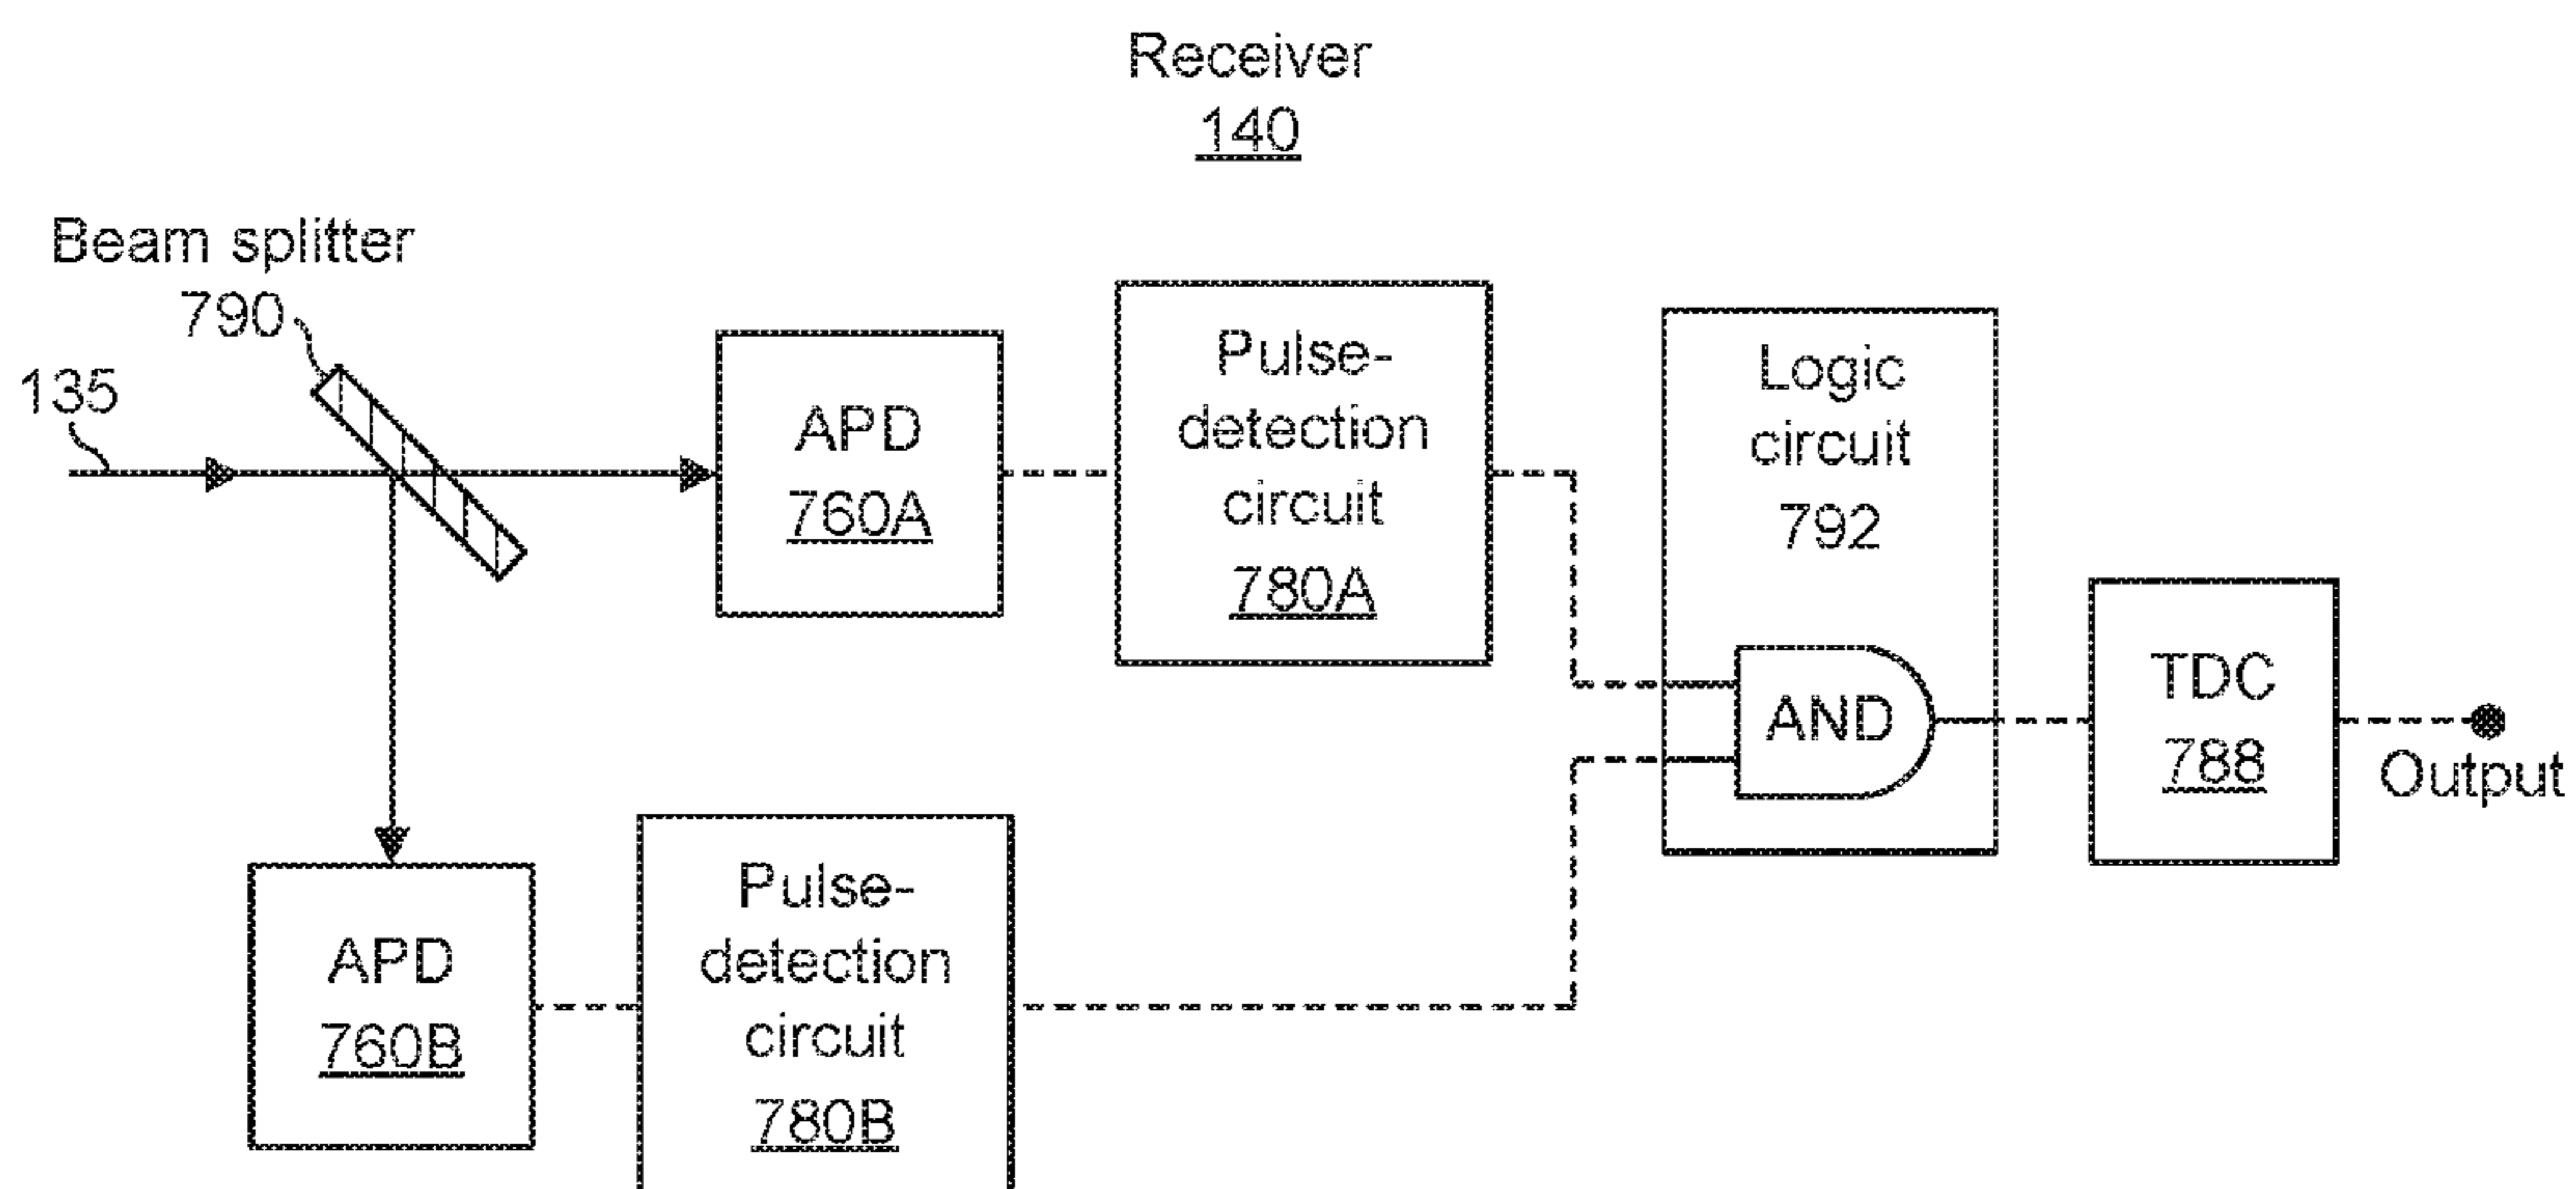 Receiver
140
Beam splitter
790
135
APD
760A
Pulse-
detection
circuit
780A
Logic
circuit
792
AND
TDC
788
Output
APD
760B
Pulse-
detection
circuit
780B